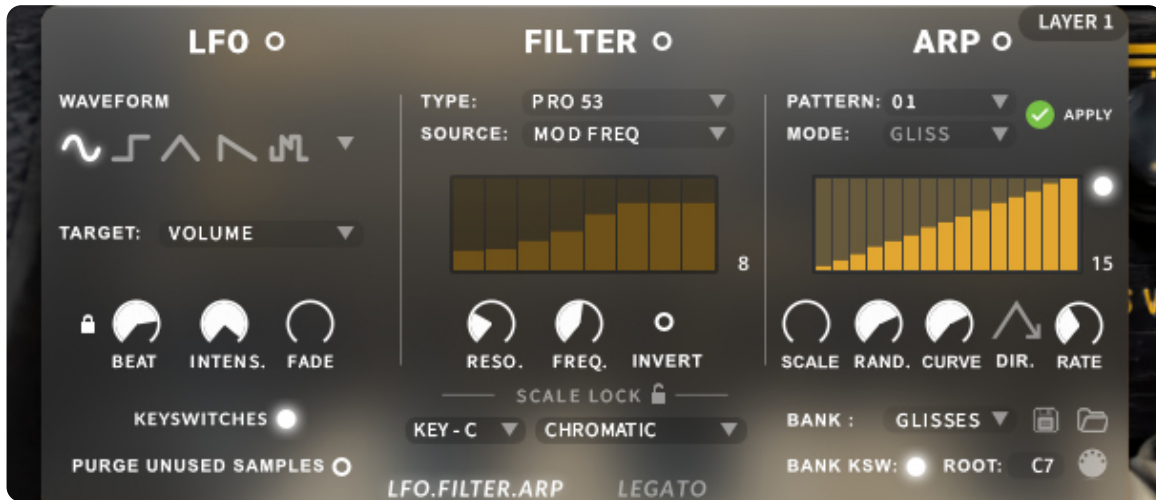 LAYER 1
LFO FILTER ARP
WAVEFORM
TYPE: PRO 53
SOURCE: MOD FREQ
PATTERN: 01
MODE: GLISS
APPLY
TARGET: VOLUME
8
15
BEAT INTENS. FADE
RESO. FREQ. INVERT
SCALE RAND. CURVE DIR. RATE
SCALE LOCK
KEYSWITCHES
KEY - C CHROMATIC
BANK : GLISSES
PURGE UNUSED SAMPLES
BANK KSW: ROOT: C7
LFO.FILTER.ARP LEGATO